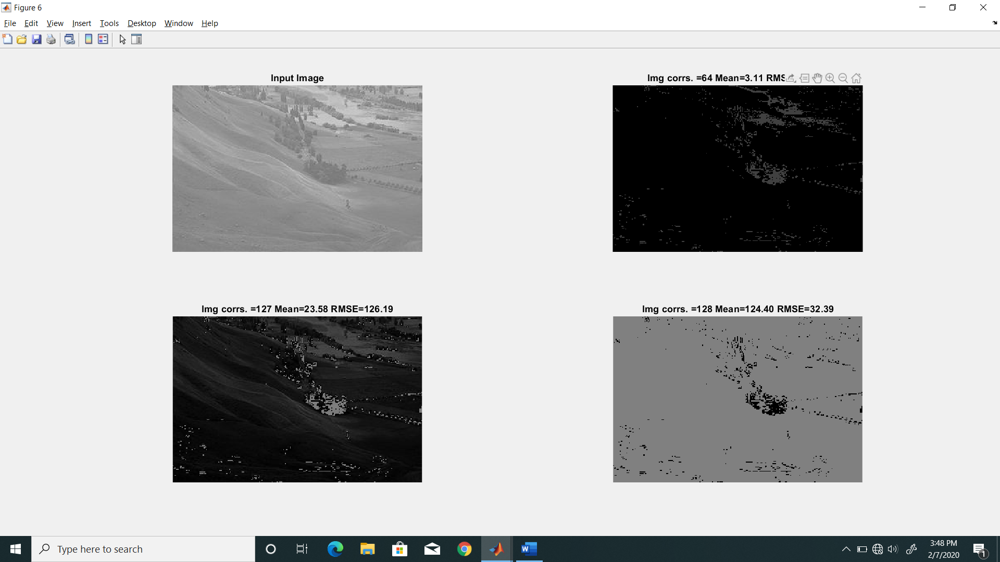 Figure 6
File Edit View Insert Tools Desktop Window Help
Input Image
Img corrs. =64 Mean=3.11
Img corrs. =127 Mean=23.58 RMSE=126.19
Img corrs. =128 Mean=124.40 RMSE=32.39
Type here to search
W
3:48 PM
2/7/2020
1